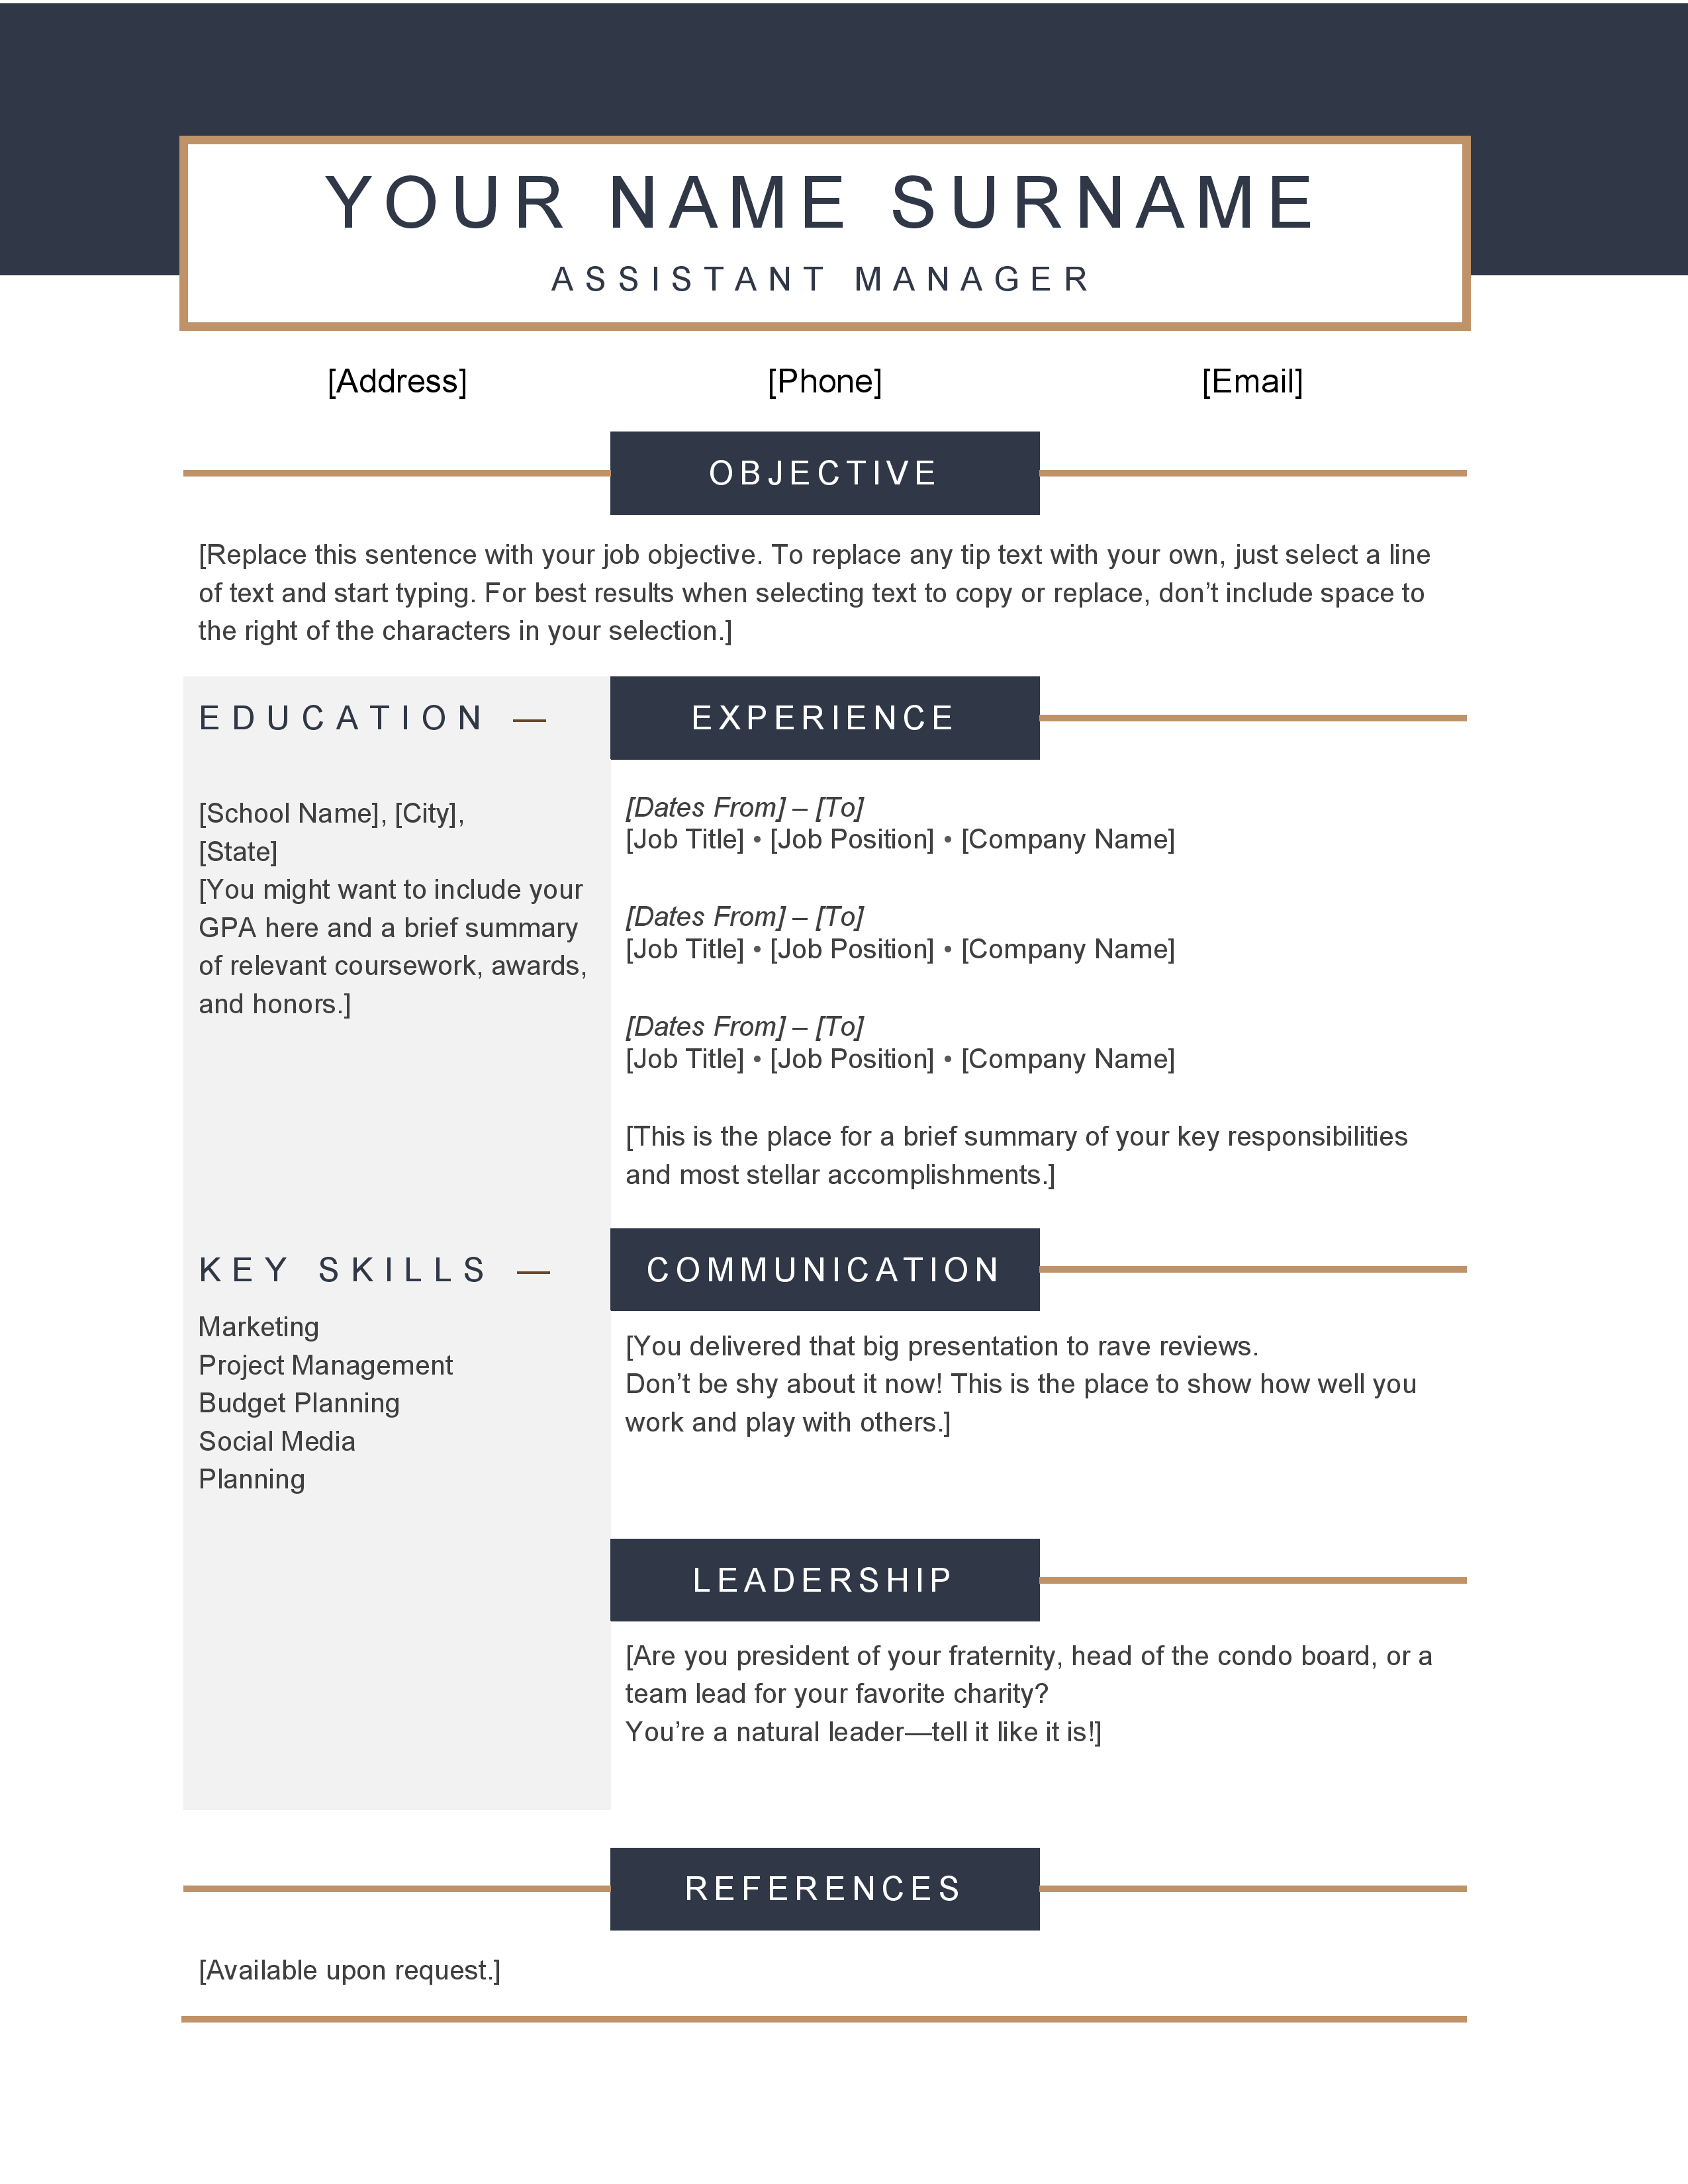 YOUR NAME SURNAME
ASSISTANT MANAGER
[Address] [Phone] [Email]
OBJECTIVE
[Replace this sentence with your job objective. To replace any tip text with your own, just select a line
of text and start typing. For best results when selecting text to copy or replace, don’t include space to
the right of the characters in your selection.]
EDUCATION —
[School Name], [City],
[State]
[You might want to include your
GPA here and a brief summary
of relevant coursework, awards,
and honors.]
EXPERIENCE
[Dates From] – [To]
[Job Title] • [Job Position] • [Company Name]
[Dates From] – [To]
[Job Title] • [Job Position] • [Company Name]
[Dates From] – [To]
[Job Title] • [Job Position] • [Company Name]
[This is the place for a brief summary of your key responsibilities
and most stellar accomplishments.]
KEY SKILLS —
Marketing
Project Management
Budget Planning
Social Media
Planning
COMMUNICATION
[You delivered that big presentation to rave reviews.
Don’t be shy about it now! This is the place to show how well you
work and play with others.]
LEADERSHIP
[Are you president of your fraternity, head of the condo board, or a
team lead for your favorite charity?
You’re a natural leader—tell it like it is!]
REFERENCES
[Available upon request.]